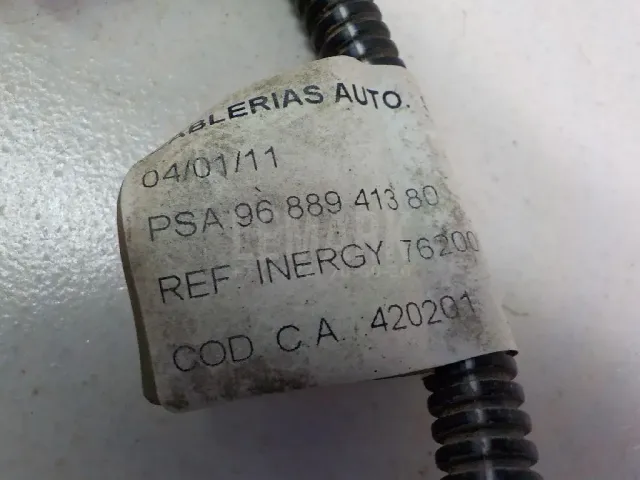 ABLERIAS AUTO.
04/01/11
PSA 96 889 413 80
REF INERGY 76200
COD C.A 420201